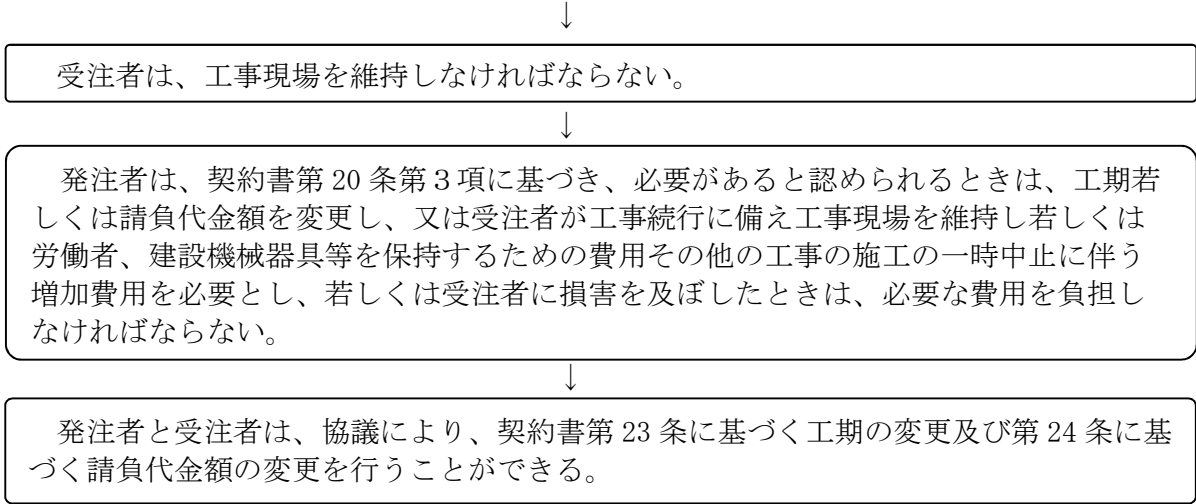 ↓
受注者は、工事現場を維持しなければならない。
↓
発注者は、契約書第 20 条第３項に基づき、必要があると認められるときは、工期若
しくは請負代金額を変更し、又は受注者が工事続行に備え工事現場を維持し若しくは
労働者、建設機械器具等を保持するための費用その他の工事の施工の一時中止に伴う
増加費用を必要とし、若しくは受注者に損害を及ぼしたときは、必要な費用を負担し
なければならない。
↓
発注者と受注者は、協議により、契約書第 23 条に基づく工期の変更及び第 24 条に基
づく請負代金額の変更を行うことができる。